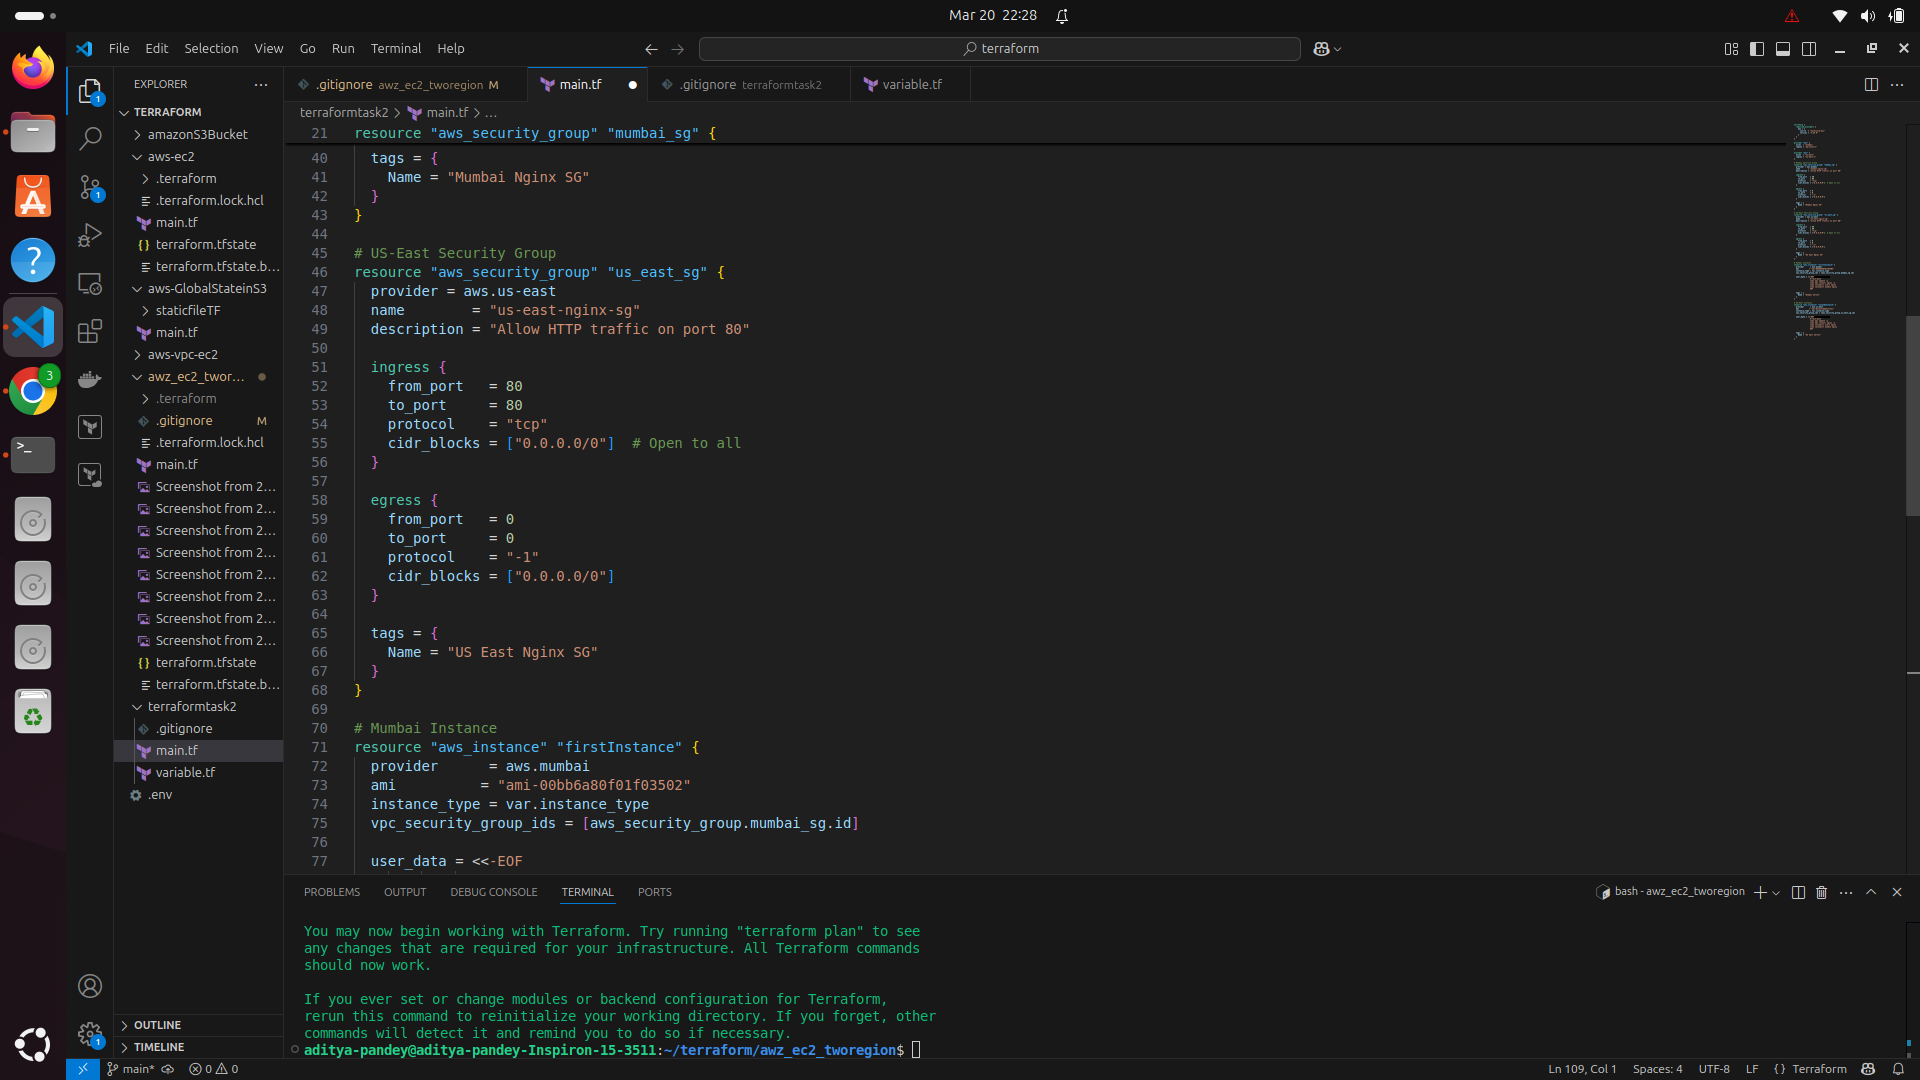 Mar 20 22:28
File Edit Selection View Go Run Terminal Help
terraform
EXPLORER
.gitignore awz_ec2_tworegion M
main.tf
.gitignore terraformtask2
variable.tf
TERRAFORM
amazonS3Bucket
aws-ec2
.terraform
.terraform.lock.hcl
main.tf
terraform.tfstate
terraform.tfstate.b...
aws-GlobalStateinS3
staticfileTF
main.tf
aws-vpc-ec2
awz_ec2_twor...
.terraform
.gitignore M
.terraform.lock.hcl
main.tf
Screenshot from 2...
Screenshot from 2...
Screenshot from 2...
Screenshot from 2...
Screenshot from 2...
Screenshot from 2...
Screenshot from 2...
Screenshot from 2...
terraform.tfstate
terraform.tfstate.b...
terraformtask2
.gitignore
main.tf
variable.tf
.env
OUTLINE
TIMELINE
terraformtask2 > main.tf > ...
21 resource "aws_security_group" "mumbai_sg" {
40 tags = {
41 Name = "Mumbai Nginx SG"
42 }
43 }
44
45 # US-East Security Group
46 resource "aws_security_group" "us_east_sg" {
47 provider = aws.us-east
48 name        = "us-east-nginx-sg"
49 description = "Allow HTTP traffic on port 80"
50
51 ingress {
52 from_port   = 80
53 to_port     = 80
54 protocol    = "tcp"
55 cidr_blocks = ["0.0.0.0/0"]  # Open to all
56 }
57
58 egress {
59 from_port   = 0
60 to_port     = 0
61 protocol    = "-1"
62 cidr_blocks = ["0.0.0.0/0"]
63 }
64
65 tags = {
66 Name = "US East Nginx SG"
67 }
68 }
69
70 # Mumbai Instance
71 resource "aws_instance" "firstInstance" {
72 provider      = aws.mumbai
73 ami          = "ami-00bb6a80f01f03502"
74 instance_type = var.instance_type
75 vpc_security_group_ids = [aws_security_group.mumbai_sg.id]
76
77 user_data = <<-EOF
PROBLEMS OUTPUT DEBUG CONSOLE TERMINAL PORTS
bash - awz_ec2_tworegion
You may now begin working with Terraform. Try running "terraform plan" to see
any changes that are required for your infrastructure. All Terraform commands
should now work.
If you ever set or change modules or backend configuration for Terraform,
rerun this command to reinitialize your working directory. If you forget, other
commands will detect it and remind you to do so if necessary.
aditya-pandey@aditya-pandey-Inspiron-15-3511:~/terraform/awz_ec2_tworegion$
main* 0 0
Ln 109, Col 1 Spaces: 4 UTF-8 LF {} Terraform
1
1
1
3